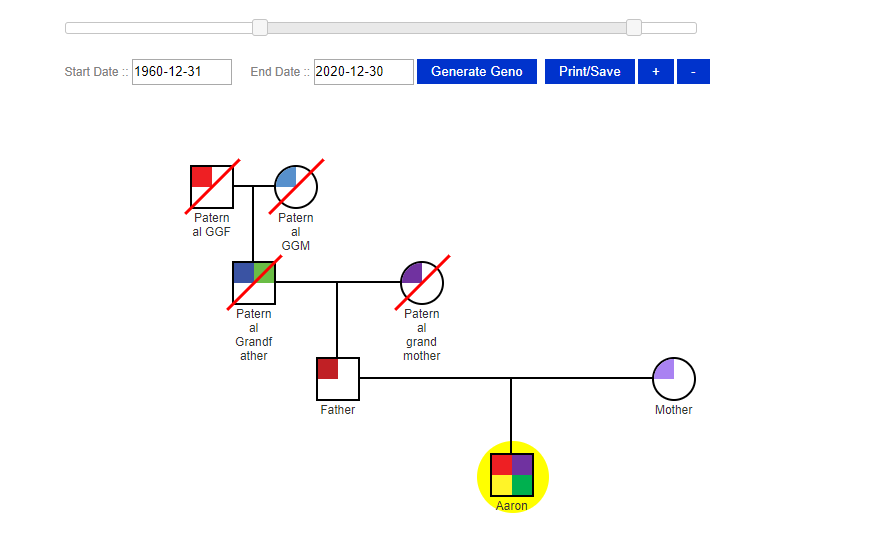 Start Date :: 1960-12-31 End Date :: 2020-12-30 Generate Geno Print/Save + -
Patern
al GGF
Patern
al
GGM
Patern
al
Grandf
ather
Patern
al
grand
mother
Father
Mother
Aaron